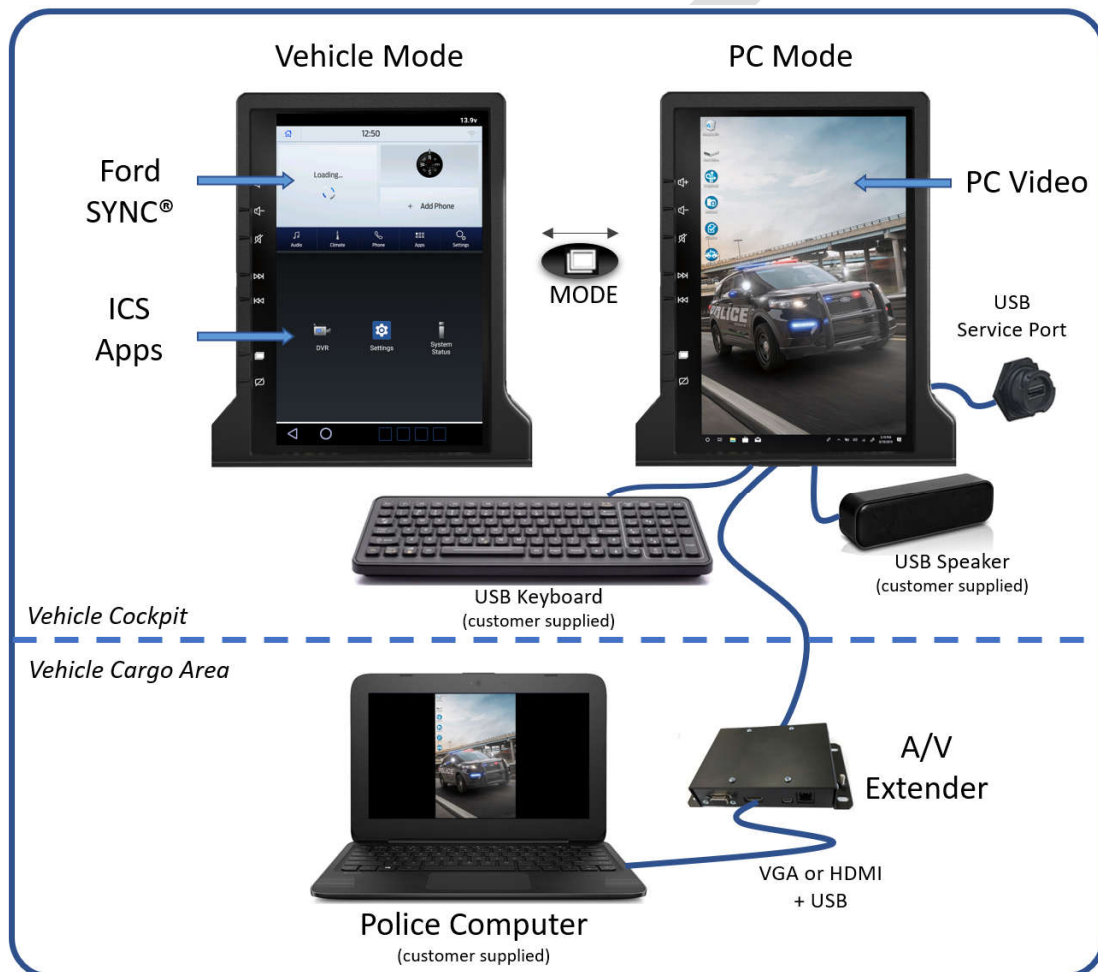 Vehicle Mode
PC Mode
13.9v
12:50
Ford
SYNC®
Loading...
+ Add Phone
PC Video
Audio
Climate
Phone
Apps
Settings
MODE
USB
Service Port
ICS
Apps
DVR
Settings
System
Status
POLICE
USB Keyboard
(customer supplied)
USB Speaker
(customer supplied)
Vehicle Cockpit
Vehicle Cargo Area
A/V
Extender
VGA or HDMI
+ USB
Police Computer
(customer supplied)